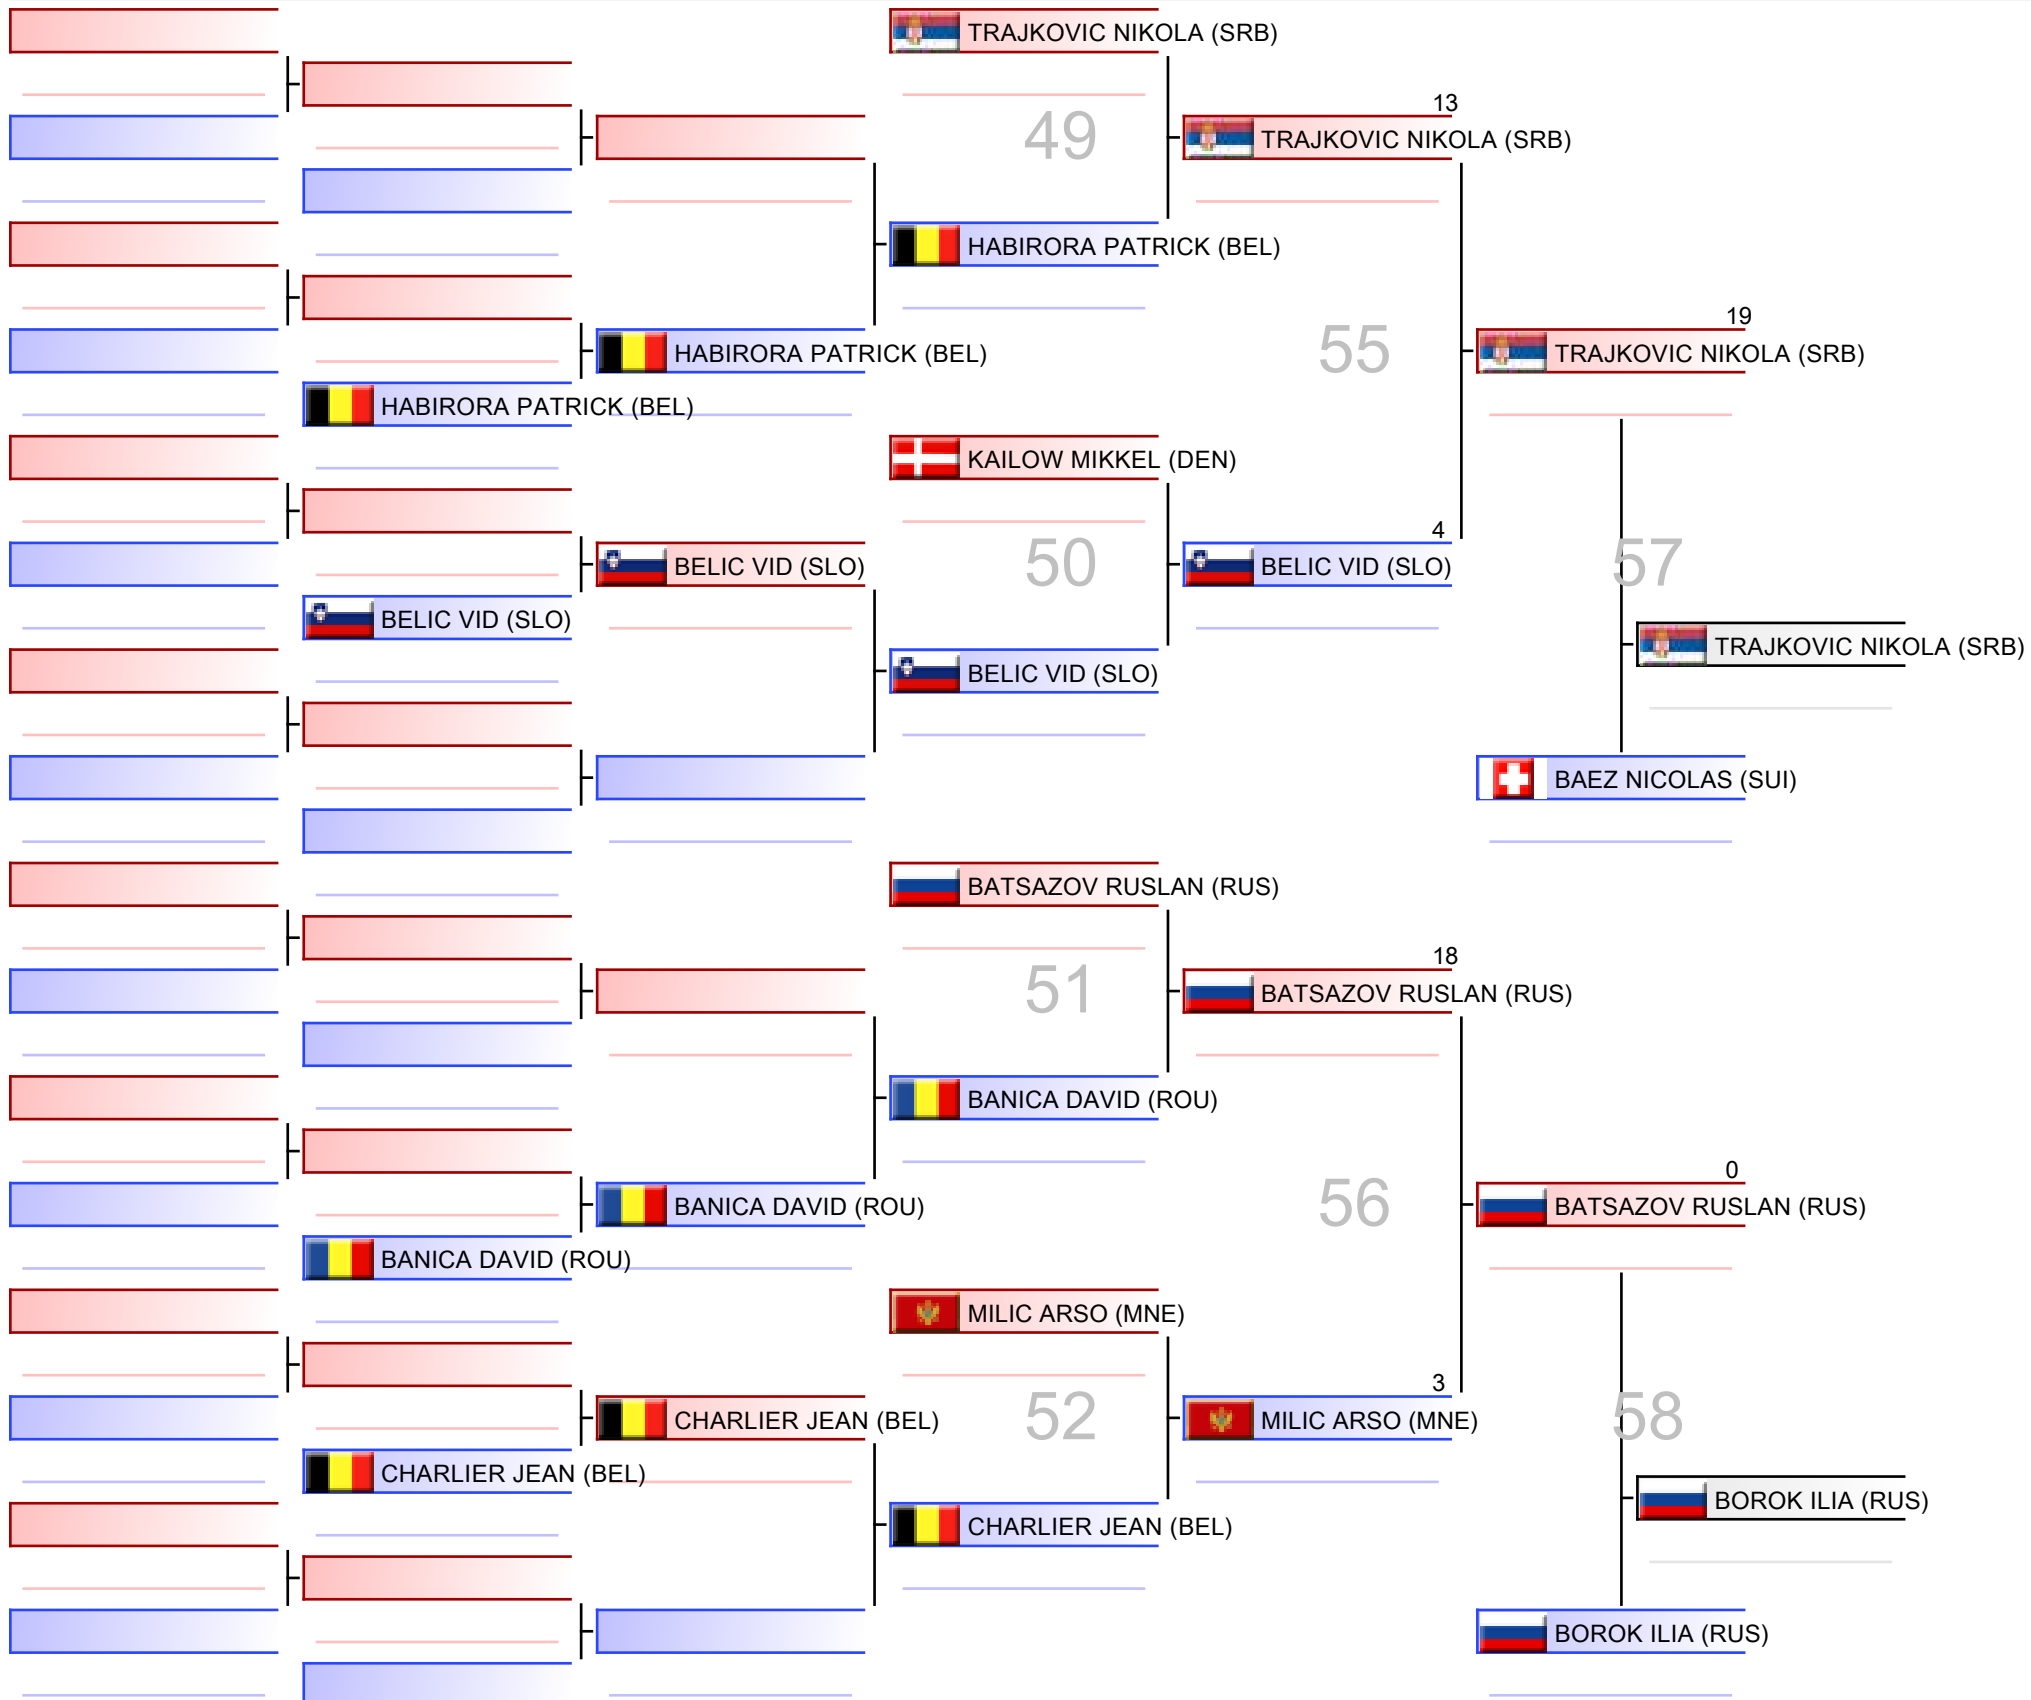 TRAJKOVIC NIKOLA (SRB)
13
49
TRAJKOVIC NIKOLA (SRB)
HABIRORA PATRICK (BEL)
19
55
HABIRORA PATRICK (BEL)
TRAJKOVIC NIKOLA (SRB)
HABIRORA PATRICK (BEL)
KAILOW MIKKEL (DEN)
4
50
57
BELIC VID (SLO)
BELIC VID (SLO)
BELIC VID (SLO)
TRAJKOVIC NIKOLA (SRB)
BELIC VID (SLO)
BAEZ NICOLAS (SUI)
BATSAZOV RUSLAN (RUS)
18
51
BATSAZOV RUSLAN (RUS)
BANICA DAVID (ROU)
0
56
BANICA DAVID (ROU)
BATSAZOV RUSLAN (RUS)
BANICA DAVID (ROU)
MILIC ARSO (MNE)
3
52
58
CHARLIER JEAN (BEL)
MILIC ARSO (MNE)
CHARLIER JEAN (BEL)
BOROK ILIA (RUS)
CHARLIER JEAN (BEL)
BOROK ILIA (RUS)